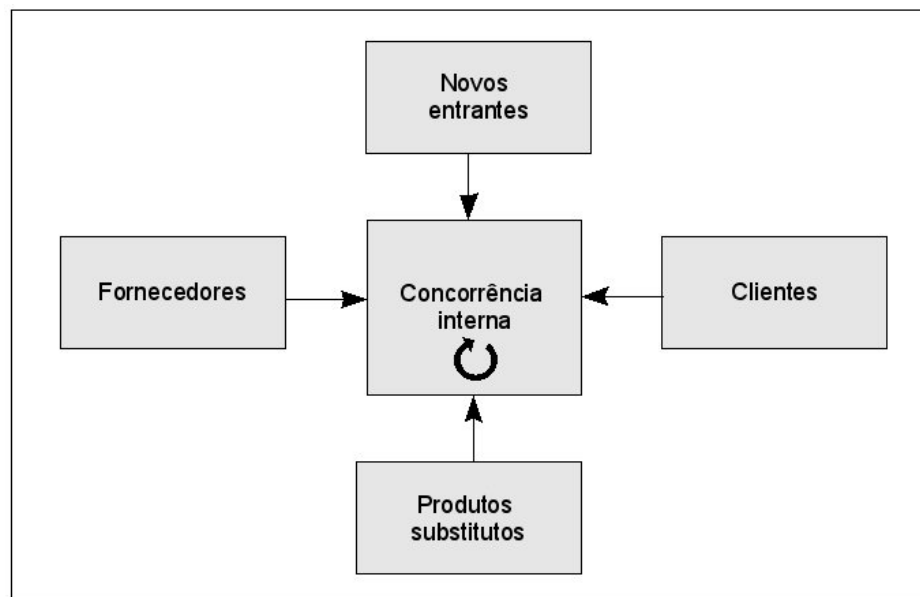 Novos
entrantes
Fornecedores
Concorrência
interna
Clientes
Produtos
substitutos